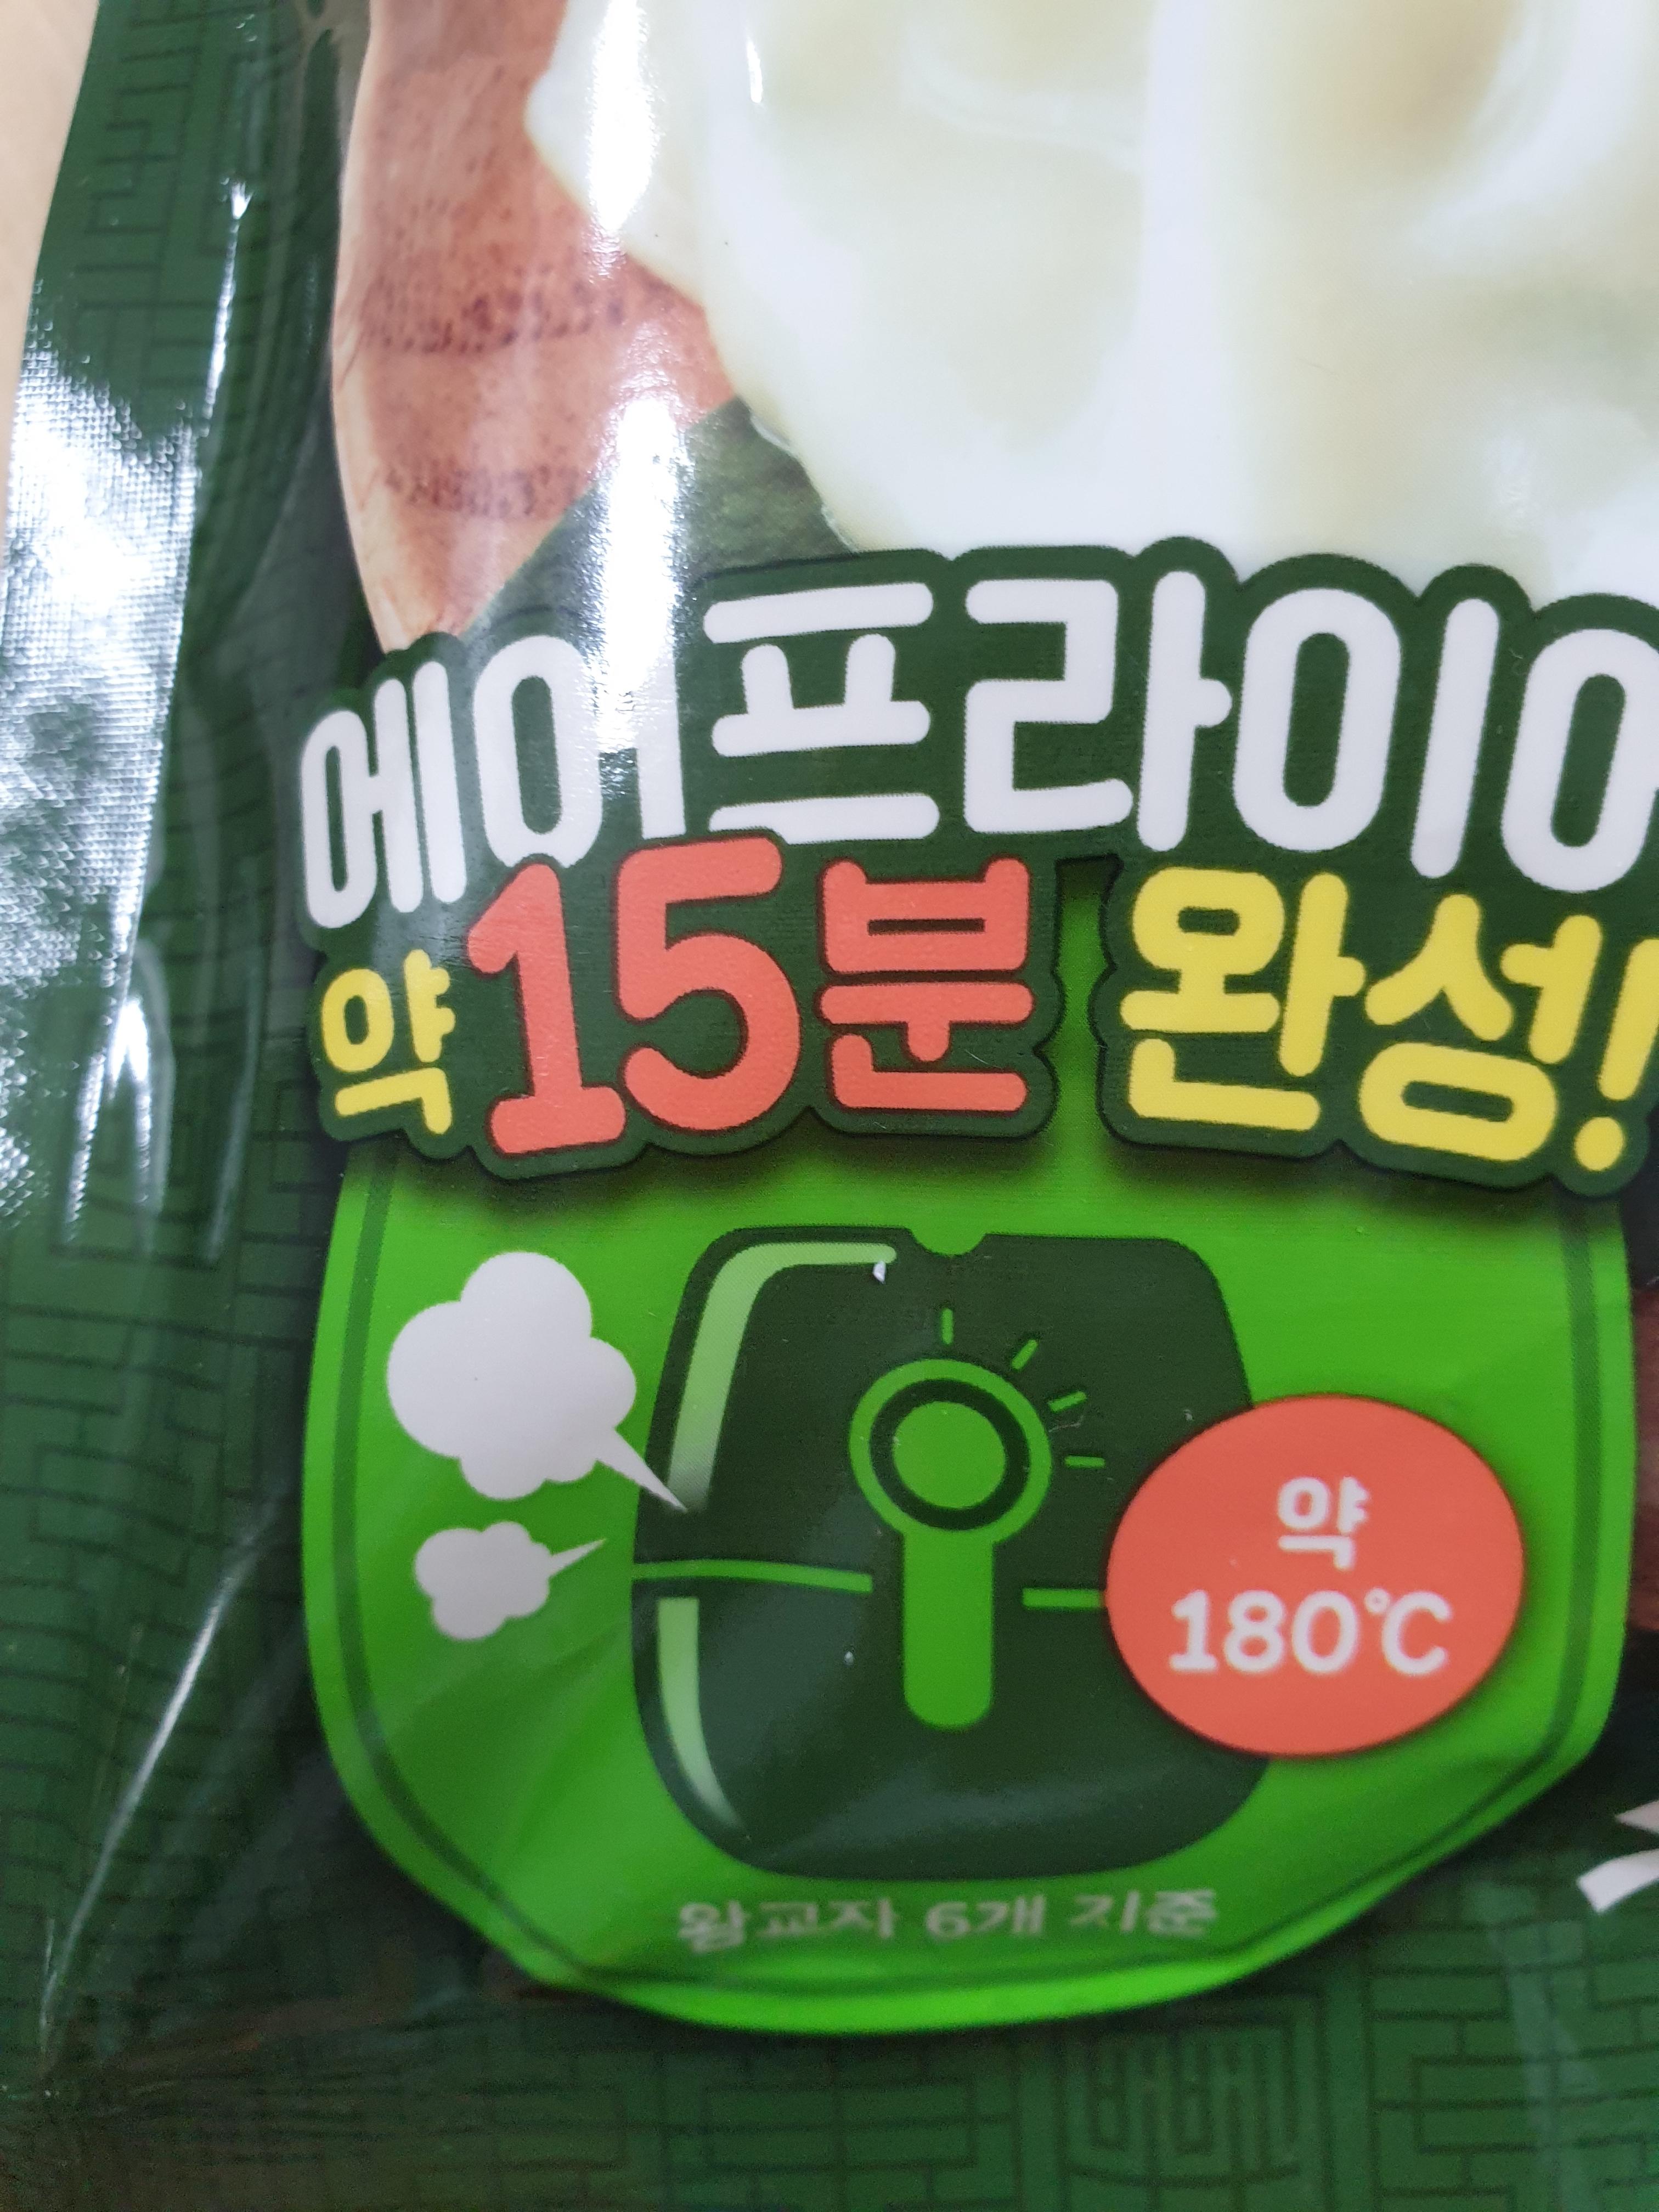 에어프라이어
약 15분 완성!
약
180℃
왕교자 6개 기준